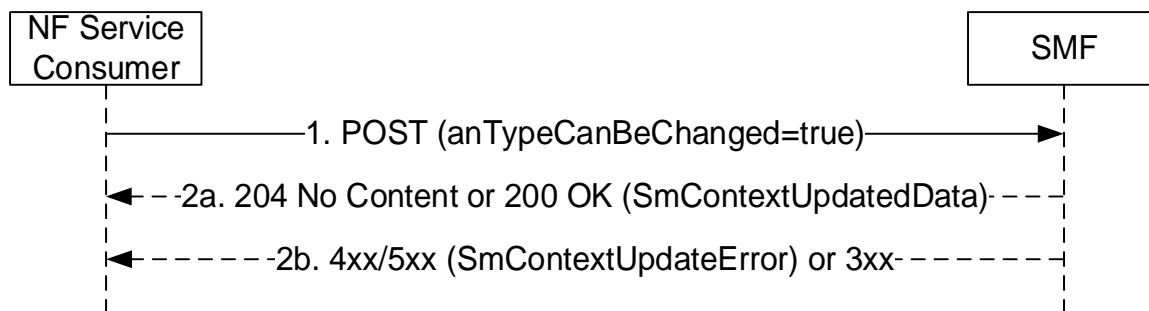 NF Service
Consumer
SMF
1. POST (anTypeCanBeChanged=true)
2a. 204 No Content or 200 OK (SmContextUpdatedData)
2b. 4xx/5xx (SmContextUpdateError) or 3xx